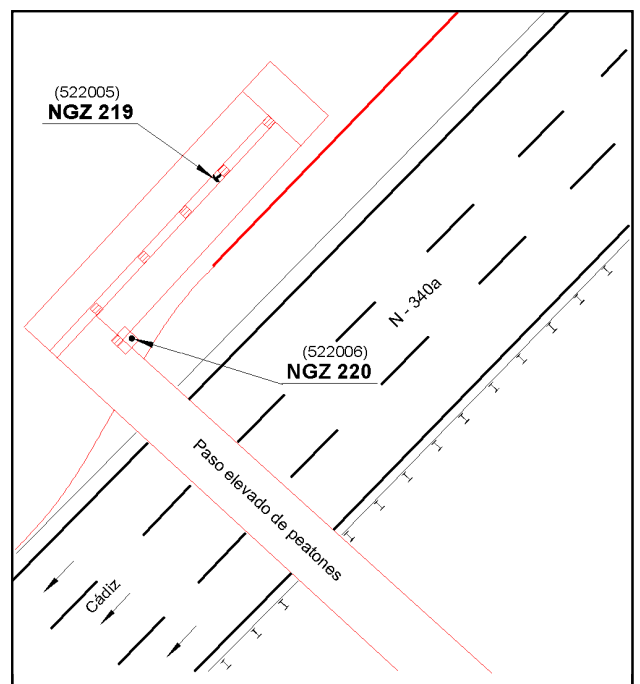 (522005)
NGZ 219
N - 340a
(522006)
NGZ 220
Paso elevado de peatones
Cádiz